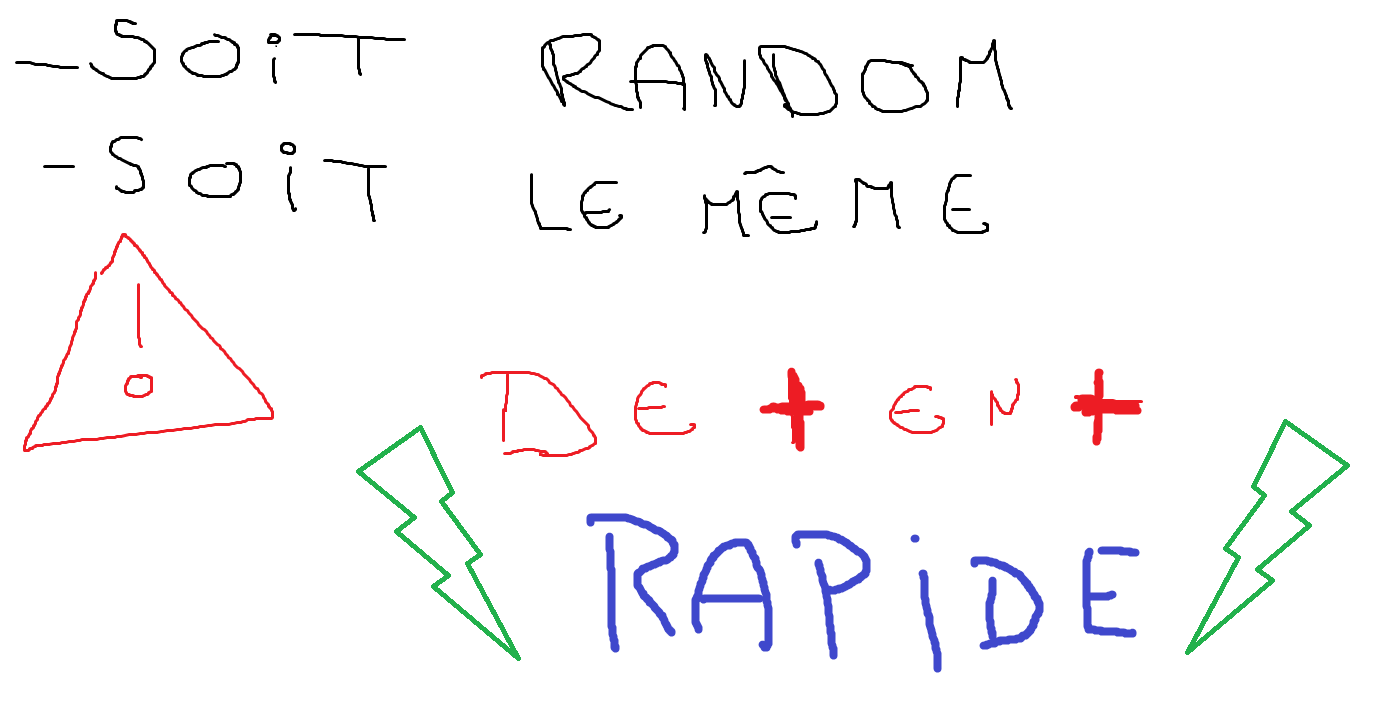 - SOiT RANDOM
- SOiT LE MÊME
!
DE + EN +
RAPiDE